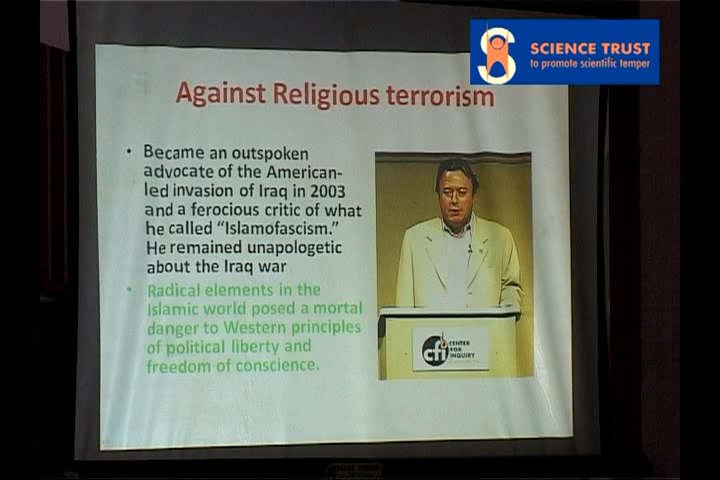 SCIENCE TRUST
to promote scientific temper
Against Religious terrorism
• Became an outspoken
advocate of the American-
led invasion of Iraq in 2003
and a ferocious critic of what
he called “Islamofascism.”
He remained unapologetic
about the Iraq war
• Radical elements in the
Islamic world posed a mortal
danger to Western principles
of political liberty and
freedom of conscience.
cfi CENTER
FOR
INQUIRY